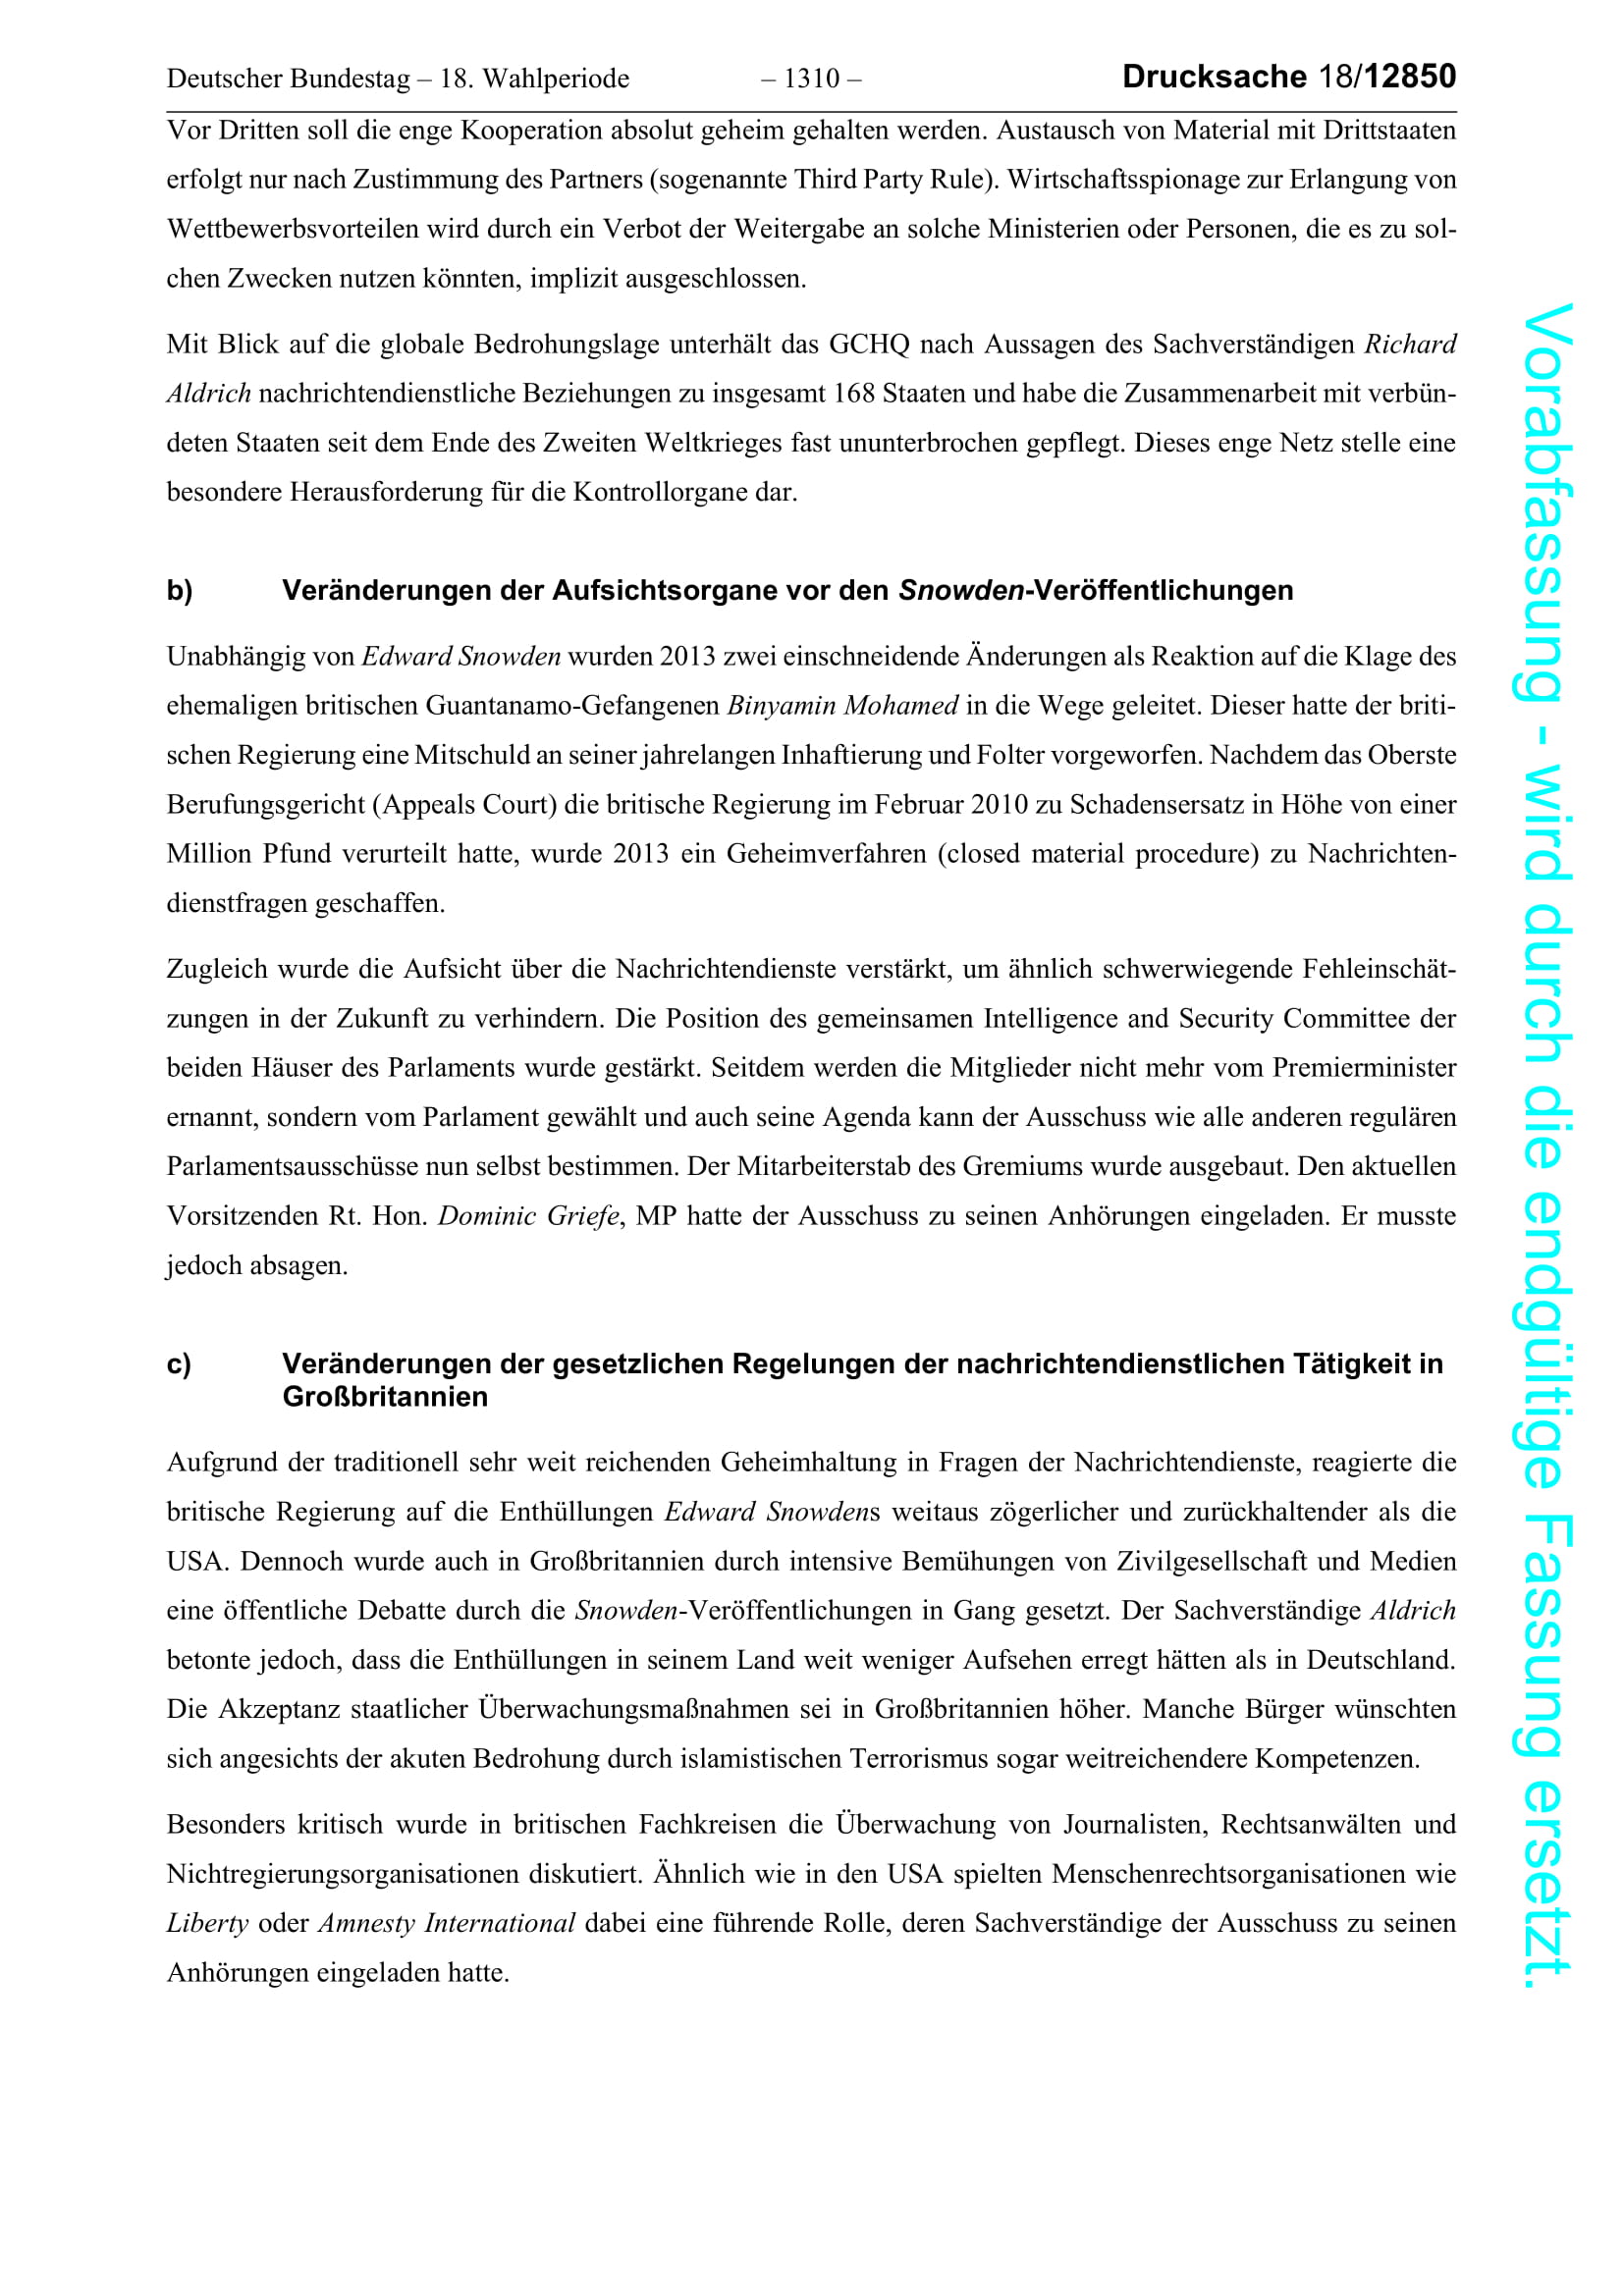 Deutscher Bundestag – 18. Wahlperiode – 1310 – Drucksache 18/12850
Vor Dritten soll die enge Kooperation absolut geheim gehalten werden. Austausch von Material mit Drittstaaten
erfolgt nur nach Zustimmung des Partners (sogenannte Third Party Rule). Wirtschaftsspionage zur Erlangung von
Wettbewerbsvorteilen wird durch ein Verbot der Weitergabe an solche Ministerien oder Personen, die es zu sol-
chen Zwecken nutzen könnten, implizit ausgeschlossen.
Mit Blick auf die globale Bedrohungslage unterhält das GCHQ nach Aussagen des Sachverständigen Richard
Aldrich nachrichtendienstliche Beziehungen zu insgesamt 168 Staaten und habe die Zusammenarbeit mit verbün-
deten Staaten seit dem Ende des Zweiten Weltkrieges fast ununterbrochen gepflegt. Dieses enge Netz stelle eine
besondere Herausforderung für die Kontrollorgane dar.
b) Veränderungen der Aufsichtsorgane vor den Snowden-Veröffentlichungen
Unabhängig von Edward Snowden wurden 2013 zwei einschneidende Änderungen als Reaktion auf die Klage des
ehemaligen britischen Guantanamo-Gefangenen Binyamin Mohamed in die Wege geleitet. Dieser hatte der briti-
schen Regierung eine Mitschuld an seiner jahrelangen Inhaftierung und Folter vorgeworfen. Nachdem das Oberste
Berufungsgericht (Appeals Court) die britische Regierung im Februar 2010 zu Schadensersatz in Höhe von einer
Million Pfund verurteilt hatte, wurde 2013 ein Geheimverfahren (closed material procedure) zu Nachrichten-
dienstfragen geschaffen.
Zugleich wurde die Aufsicht über die Nachrichtendienste verstärkt, um ähnlich schwerwiegende Fehleinschät-
zungen in der Zukunft zu verhindern. Die Position des gemeinsamen Intelligence and Security Committee der
beiden Häuser des Parlaments wurde gestärkt. Seitdem werden die Mitglieder nicht mehr vom Premierminister
ernannt, sondern vom Parlament gewählt und auch seine Agenda kann der Ausschuss wie alle anderen regulären
Parlamentsausschüsse nun selbst bestimmen. Der Mitarbeiterstab des Gremiums wurde ausgebaut. Den aktuellen
Vorsitzenden Rt. Hon. Dominic Griefe, MP hatte der Ausschuss zu seinen Anhörungen eingeladen. Er musste
jedoch absagen.
c) Veränderungen der gesetzlichen Regelungen der nachrichtendienstlichen Tätigkeit in
Großbritannien
Aufgrund der traditionell sehr weit reichenden Geheimhaltung in Fragen der Nachrichtendienste, reagierte die
britische Regierung auf die Enthüllungen Edward Snowdens weitaus zögerlicher und zurückhaltender als die
USA. Dennoch wurde auch in Großbritannien durch intensive Bemühungen von Zivilgesellschaft und Medien
eine öffentliche Debatte durch die Snowden-Veröffentlichungen in Gang gesetzt. Der Sachverständige Aldrich
betonte jedoch, dass die Enthüllungen in seinem Land weit weniger Aufsehen erregt hätten als in Deutschland.
Die Akzeptanz staatlicher Überwachungsmaßnahmen sei in Großbritannien höher. Manche Bürger wünschten
sich angesichts der akuten Bedrohung durch islamistischen Terrorismus sogar weitreichendere Kompetenzen.
Besonders kritisch wurde in britischen Fachkreisen die Überwachung von Journalisten, Rechtsanwälten und
Nichtregierungsorganisationen diskutiert. Ähnlich wie in den USA spielten Menschenrechtsorganisationen wie
Liberty oder Amnesty International dabei eine führende Rolle, deren Sachverständige der Ausschuss zu seinen
Anhörungen eingeladen hatte.
Vorabfassung - wird durch die endgültige Fassung ersetzt.